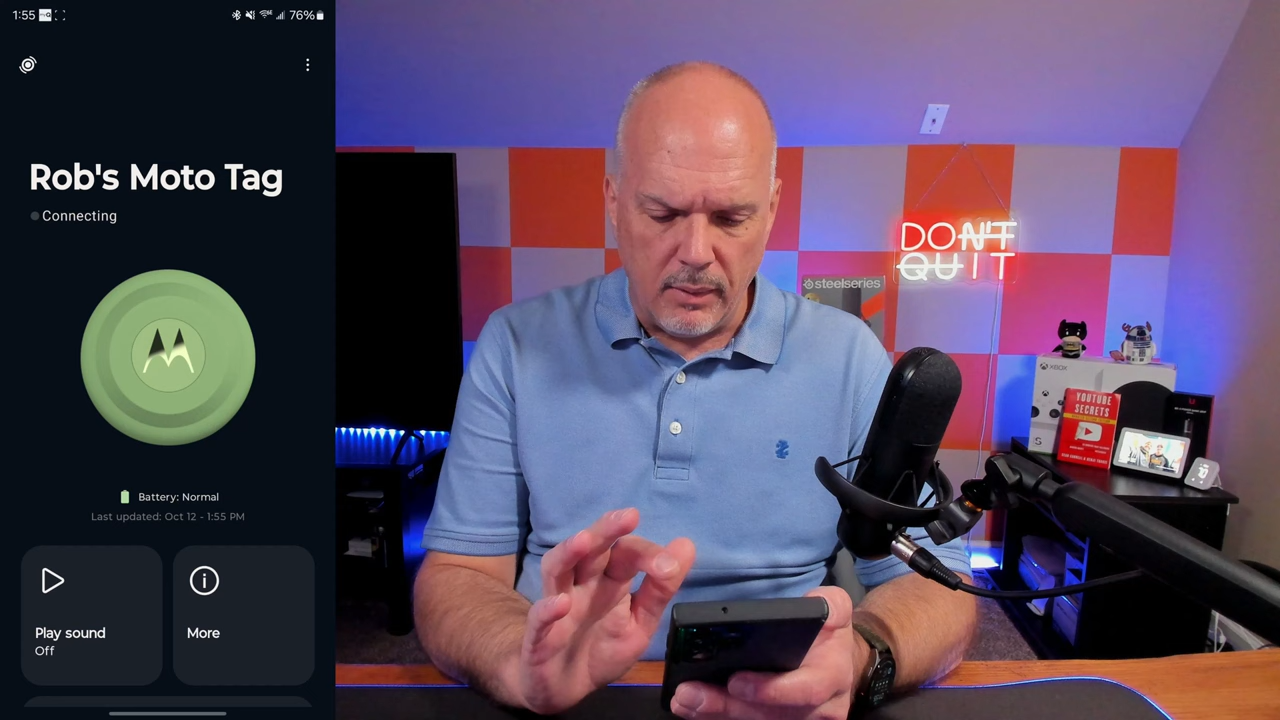 1:55
76%
Rob's Moto Tag
Connecting
Battery: Normal
Last updated: Oct 12 - 1:55 PM
Play sound
Off
More
DON'T
QUIT
steelseries
XBOX
S
YOUTUBE
SECRETS